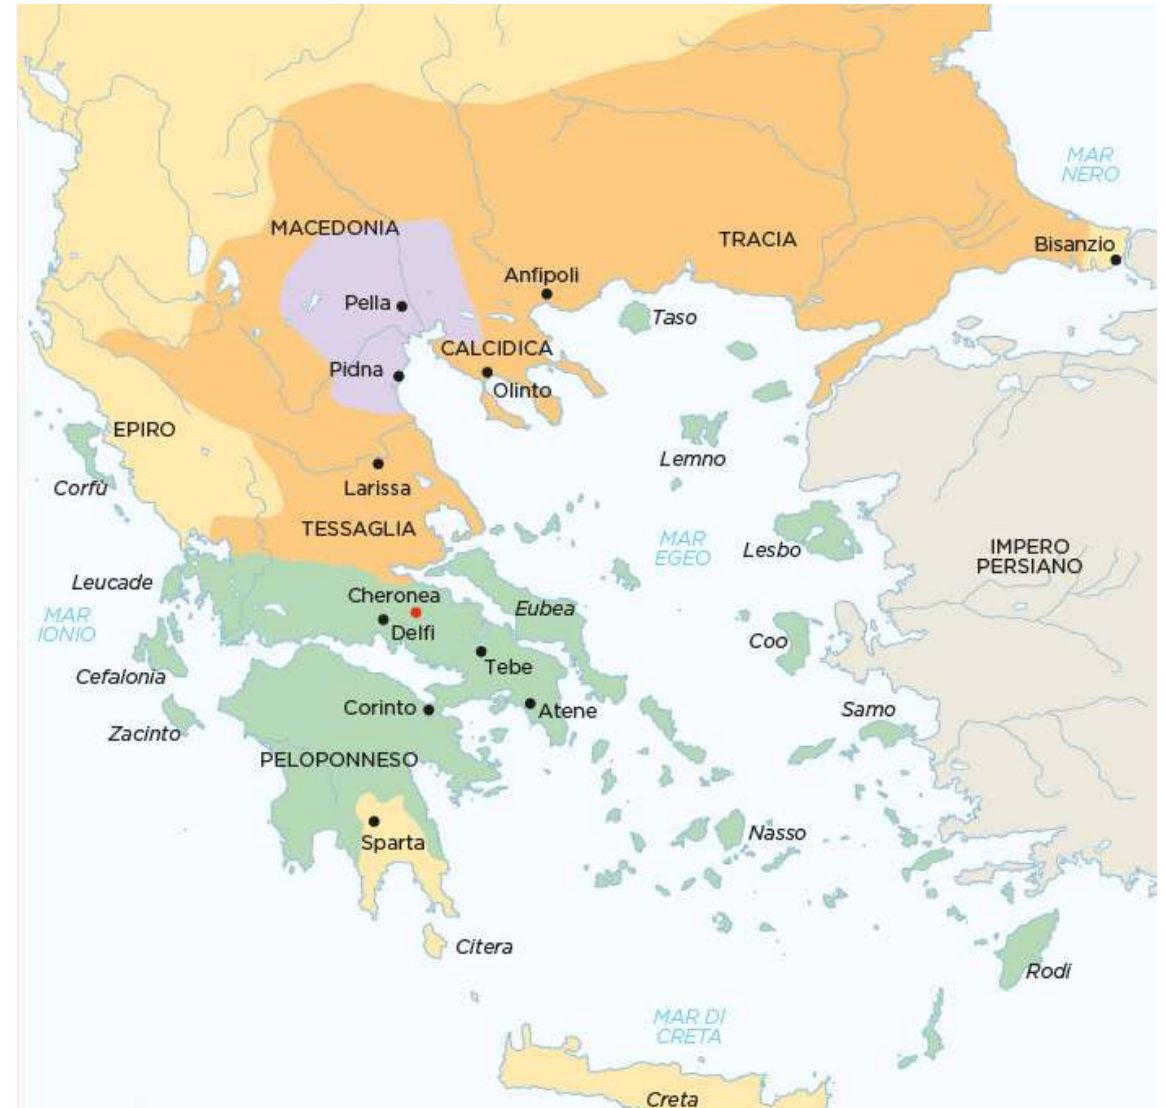 MAR
NERO
MACEDONIA
TRACIA
Bisanzio
Anfipoli
Pella
Taso
CALCIDICA
Pidna
Olinto
EPIRO
Lemno
Corfù
Larissa
TESSAGLIA
MAR
EGEO
Lesbo
IMPERO
PERSIANO
Leucade
Cheronea
Eubea
MAR
IONIO
Delfi
Coo
Tebe
Cefalonia
Corinto
Atene
Samo
Zacinto
PELOPONNESO
Nasso
Sparta
Citera
Rodi
MAR DI
CRETA
Creta